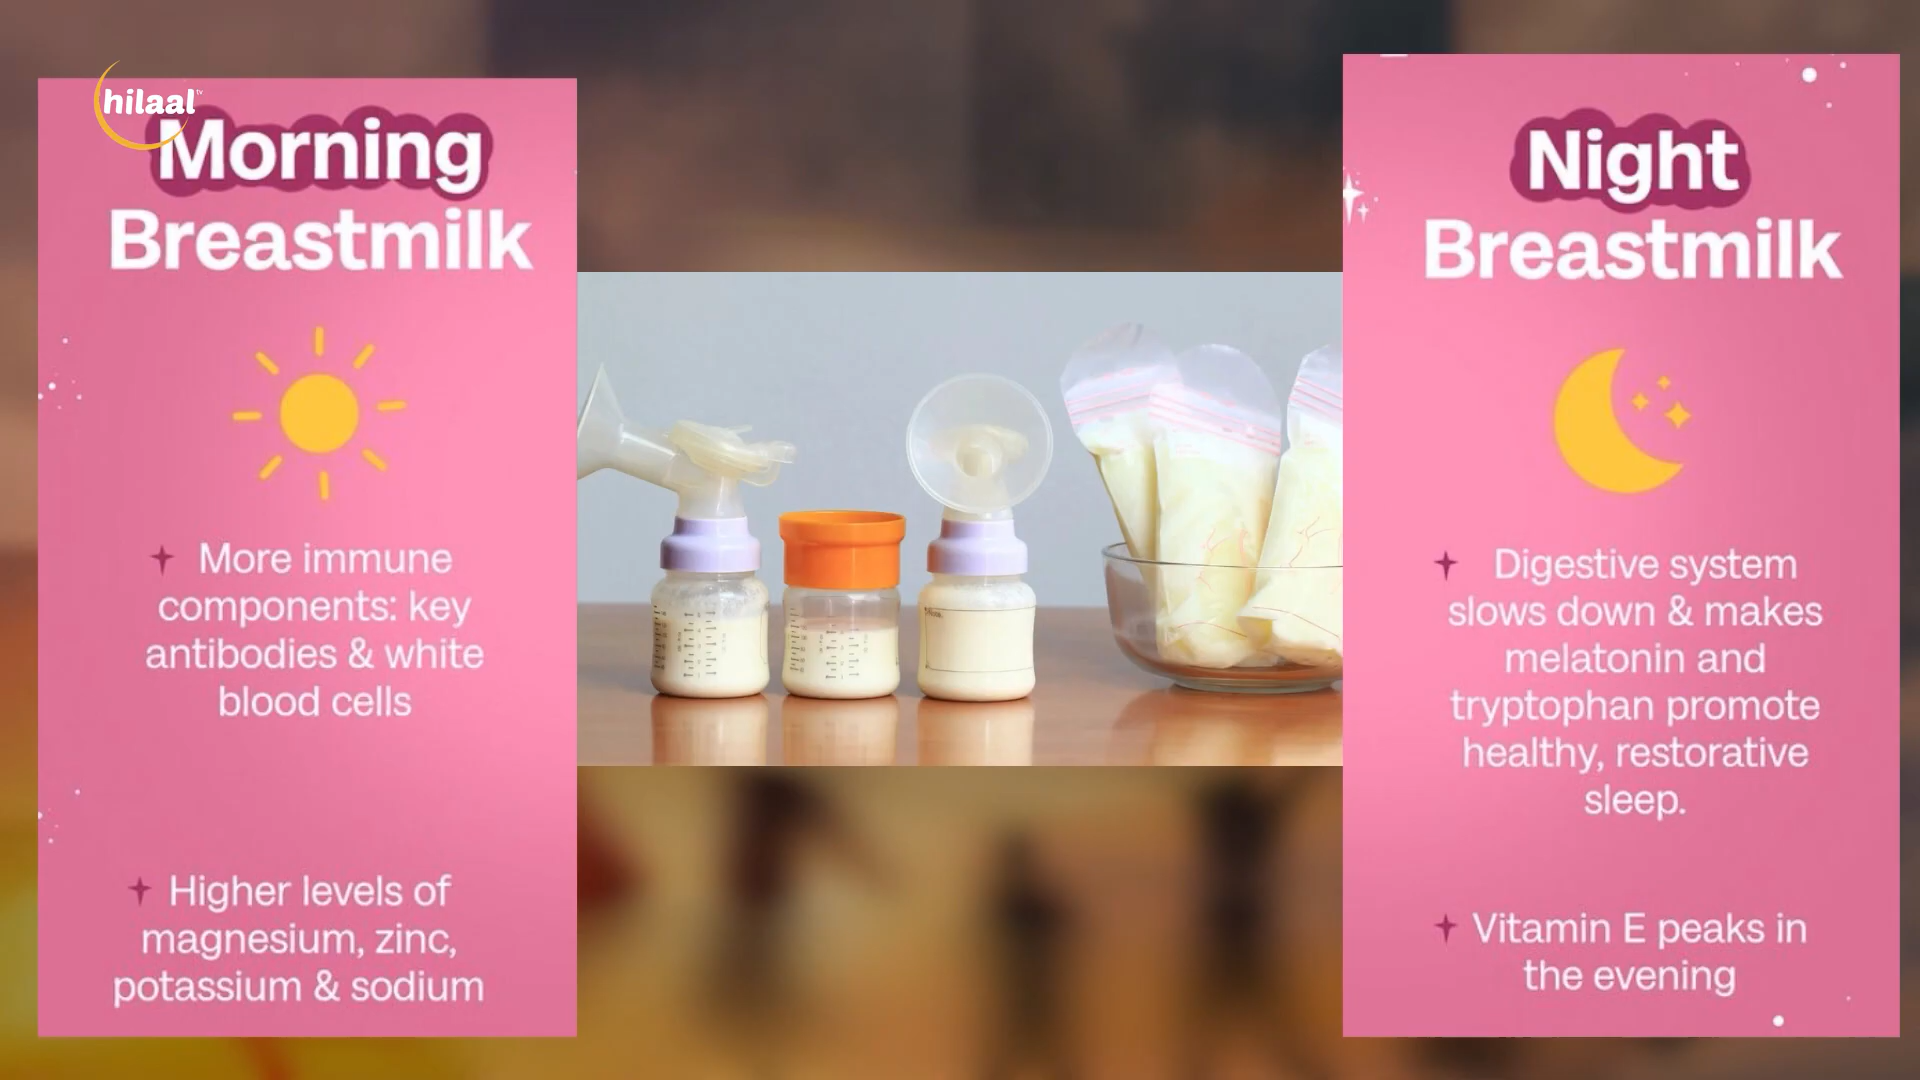 hilaal tv
Morning
Breastmilk
More immune
components: key
antibodies & white
blood cells
Higher levels of
magnesium, zinc,
potassium & sodium
Night
Breastmilk
Digestive system
slows down & makes
melatonin and
tryptophan promote
healthy, restorative
sleep.
Vitamin E peaks in
the evening